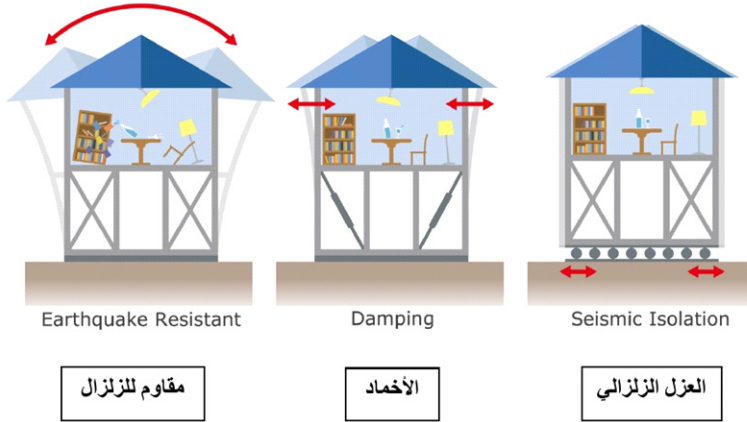 Earthquake Resistant
Damping
Seismic Isolation
مقاوم للزلزال
الأخماد
العزل الزلزالي